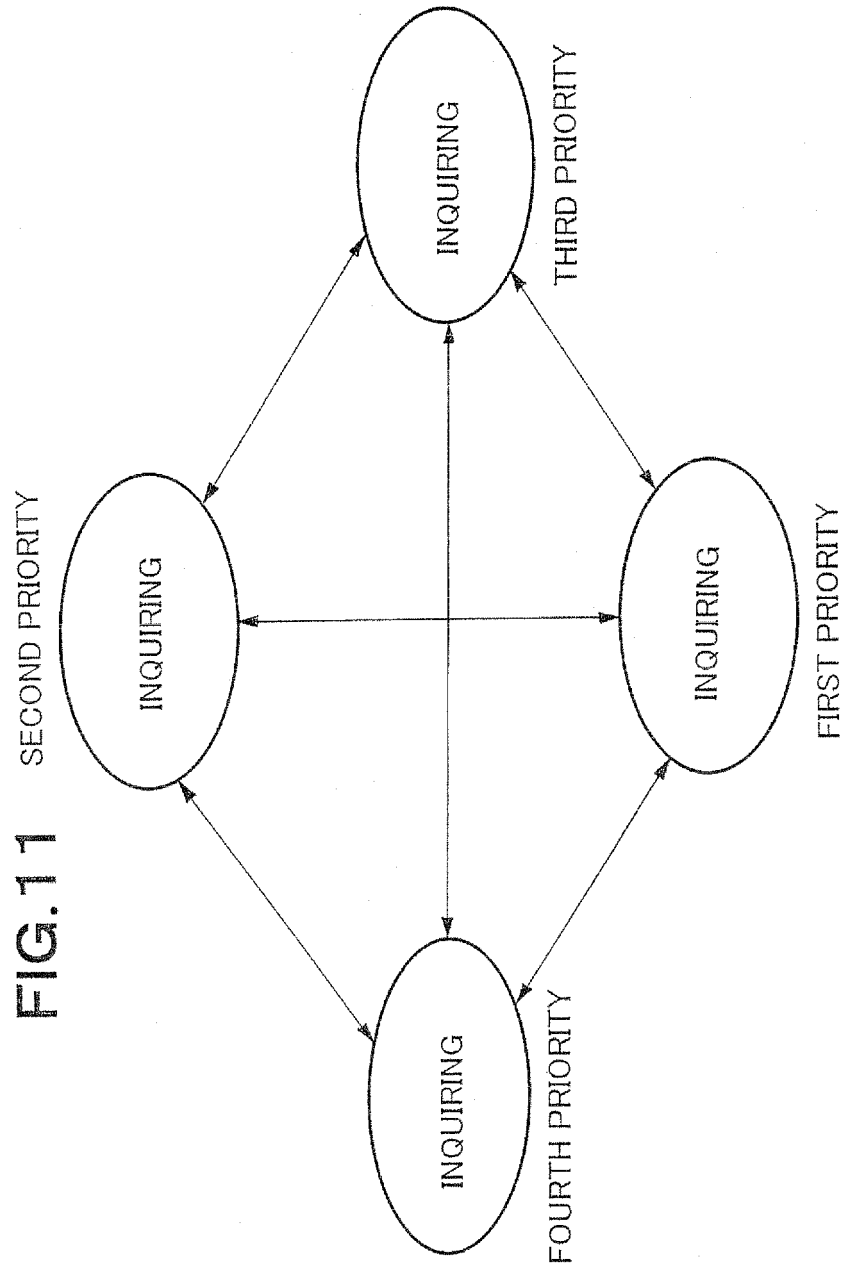 FIG.11
SECOND PRIORITY
INQUIRING
FOURTH PRIORITY
INQUIRING
INQUIRING
THIRD PRIORITY
INQUIRING
FIRST PRIORITY